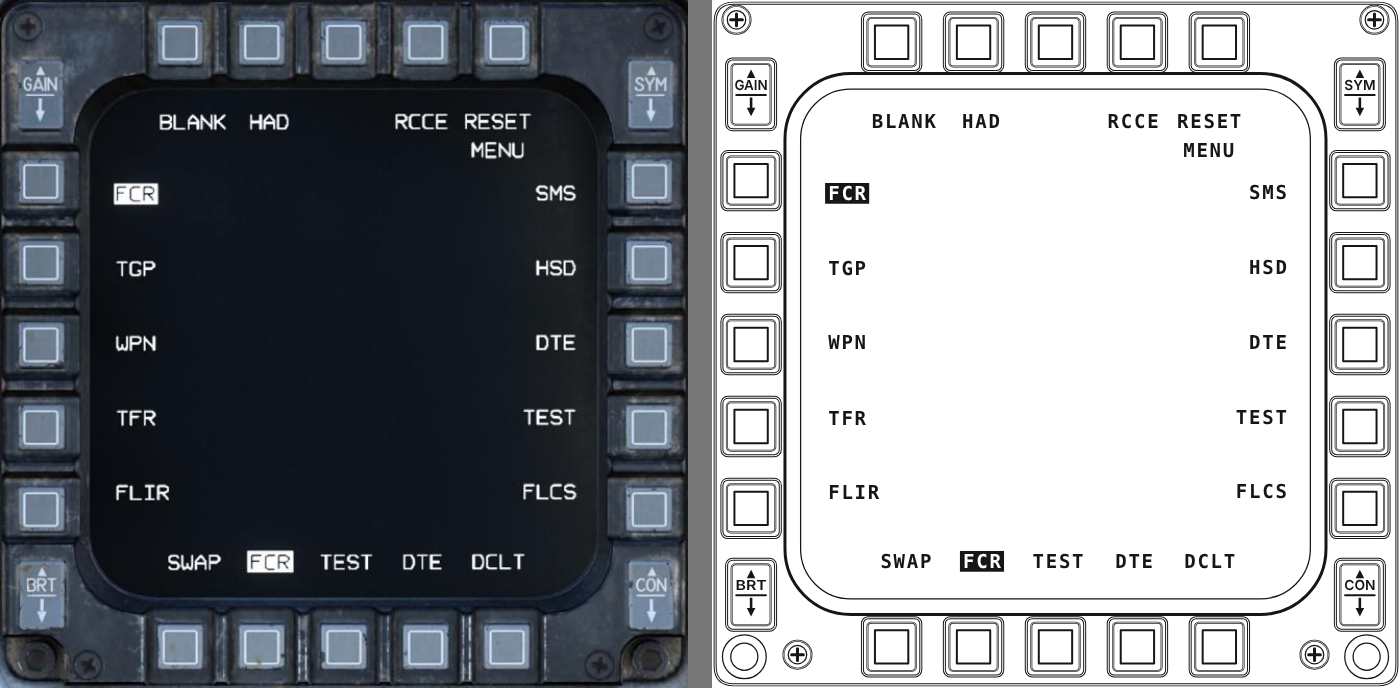 GAIN SYM
BLANK HAD RCCE RESET
MENU
FCR SMS
TGP HSD
WPN DTE
TFR TEST
FLIR FLCS
SWAP FCR TEST DTE DCLT
BRT CON
GAIN SYM
BLANK HAD RCCE RESET
MENU
FCR SMS
TGP HSD
WPN DTE
TFR TEST
FLIR FLCS
SWAP FCR TEST DTE DCLT
BRT CON